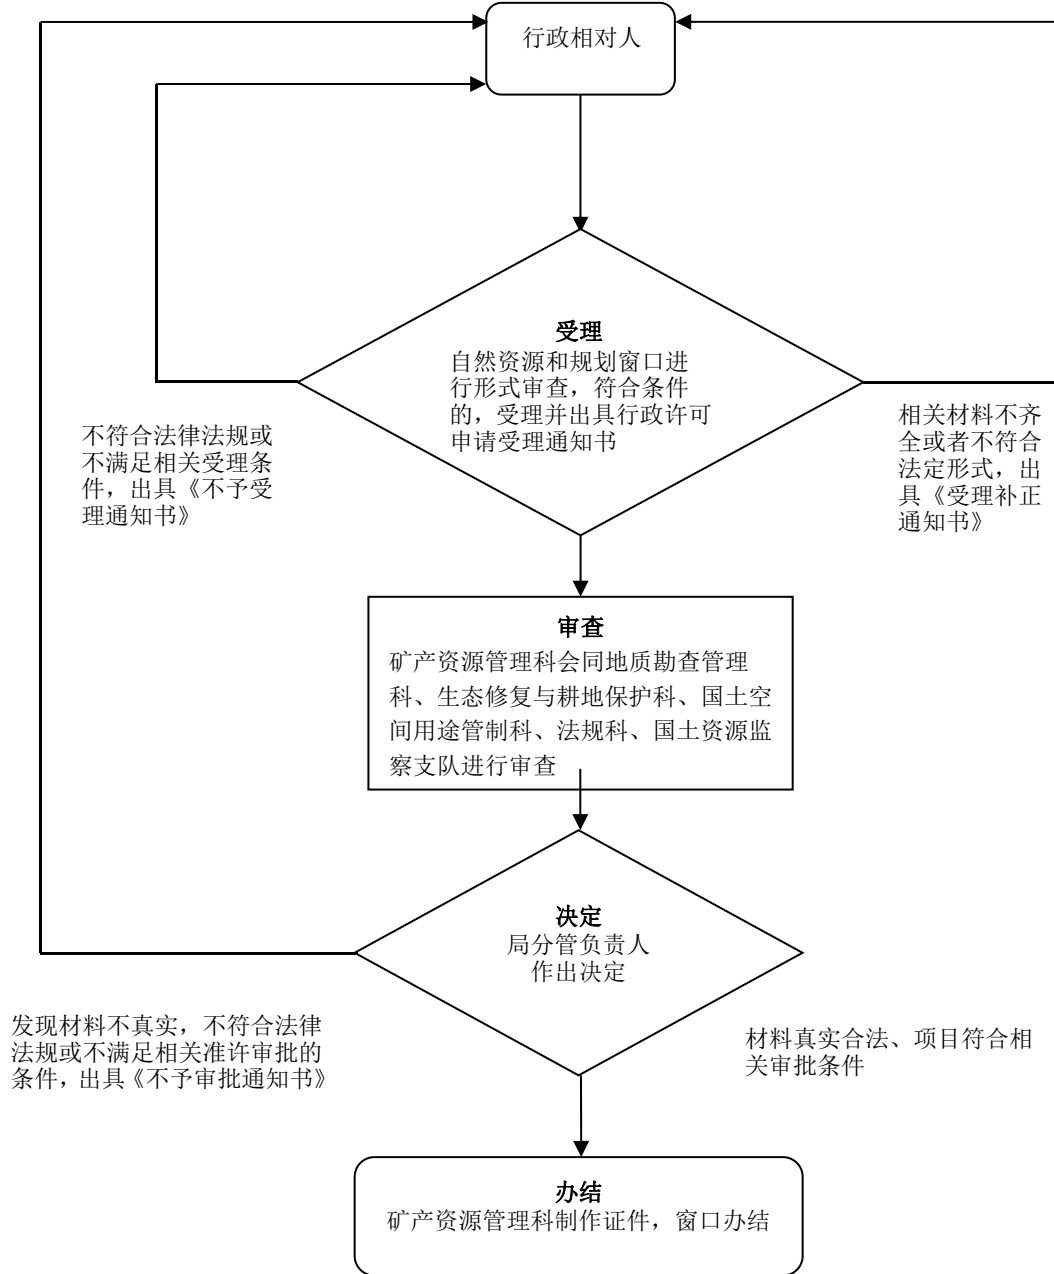 行政相对人
受理
自然资源和规划窗口进
行形式审查，符合条件
的，受理并出具行政许可
申请受理通知书
不符合法律法规或
不满足相关受理条
件，出具《不予受
理通知书》
相关材料不齐
全或者不符合
法定形式，出
具《受理补正
通知书》
审查
矿产资源管理科会同地质勘查管理
科、生态修复与耕地保护科、国土空
间用途管制科、法规科、国土资源监
察支队进行审查
决定
局分管负责人
作出决定
发现材料不真实，不符合法律
法规或不满足相关准许审批的
条件，出具《不予审批通知书》
材料真实合法、项目符合相
关审批条件
办结
矿产资源管理科制作证件，窗口办结